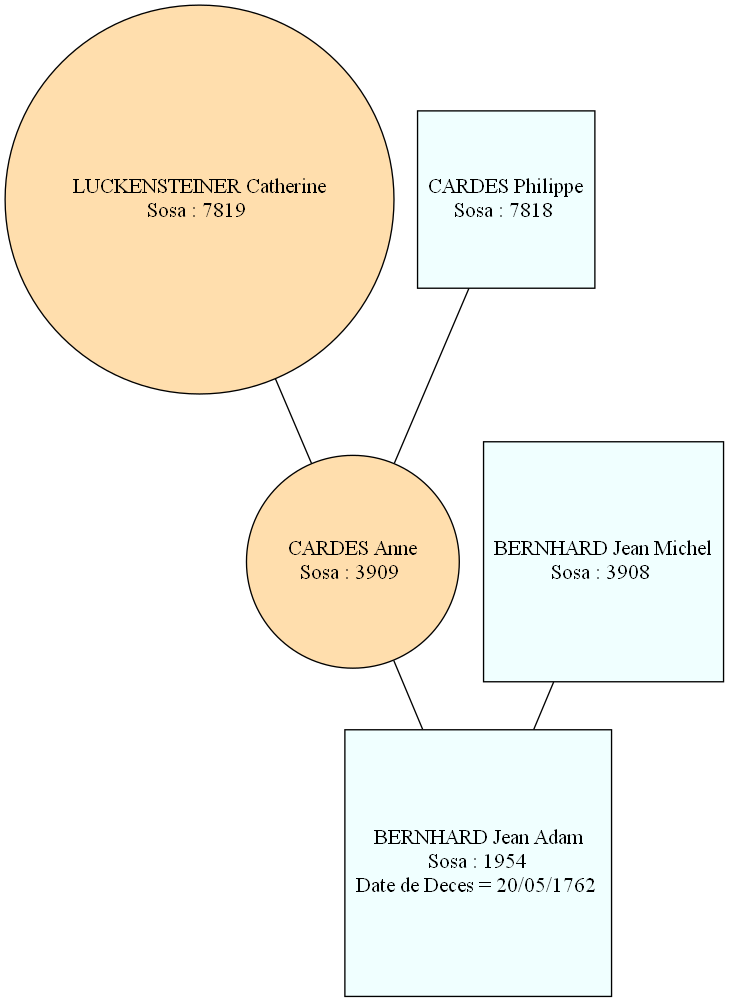 LUCKENSTEINER Catherine
Sosa : 7819
CARDES Philippe
Sosa : 7818
CARDES Anne
Sosa : 3909
BERNHARD Jean Michel
Sosa : 3908
BERNHARD Jean Adam
Sosa : 1954
Date de Deces = 20/05/1762